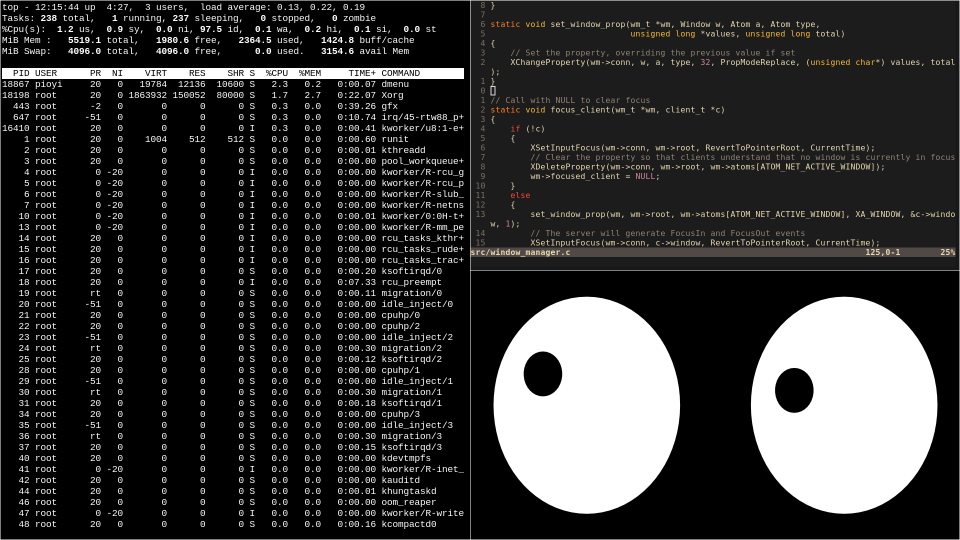 top - 12:15:44 up  4:27,  3 users,  load average: 0.13, 0.22, 0.19
Tasks: 238 total,   1 running, 237 sleeping,   0 stopped,   0 zombie
%Cpu(s):  1.2 us,  0.9 sy,  0.0 ni, 97.5 id,  0.1 wa,  0.2 hi,  0.1 si,  0.0 st
MiB Mem :   5519.1 total,   1980.6 free,   2364.5 used,   1424.8 buff/cache
MiB Swap:   4096.0 total,   4096.0 free,      0.0 used.   3154.6 avail Mem
PID USER      PR  NI    VIRT    RES    SHR S  %CPU  %MEM     TIME+ COMMAND
18867 pioyi     20   0   19784  12136  10600 S   2.3   0.2   0:00.07 dmenu
18198 root      20   0 1863932 150052  80000 S   1.7   2.7   0:22.07 Xorg
443 root      -2   0       0      0      0 S   0.3   0.0   0:39.26 gfx
647 root     -51   0       0      0      0 S   0.3   0.0   0:10.74 irq/45-rtw88_p+
16410 root      20   0       0      0      0 I   0.3   0.0   0:00.41 kworker/u8:1-e+
1 root      20   0    1004    512    512 S   0.0   0.0   0:00.60 runit
2 root      20   0       0      0      0 S   0.0   0.0   0:00.01 kthreadd
3 root      20   0       0      0      0 S   0.0   0.0   0:00.00 pool_workqueue+
4 root       0 -20       0      0      0 I   0.0   0.0   0:00.00 kworker/R-rcu_g
5 root       0 -20       0      0      0 I   0.0   0.0   0:00.00 kworker/R-rcu_p
6 root       0 -20       0      0      0 I   0.0   0.0   0:00.00 kworker/R-slub_
7 root       0 -20       0      0      0 I   0.0   0.0   0:00.00 kworker/R-netns
10 root       0 -20       0      0      0 I   0.0   0.0   0:00.01 kworker/0:0H-t+
13 root       0 -20       0      0      0 I   0.0   0.0   0:00.00 kworker/R-mm_pe
14 root      20   0       0      0      0 I   0.0   0.0   0:00.00 rcu_tasks_kthr+
15 root      20   0       0      0      0 I   0.0   0.0   0:00.00 rcu_tasks_rude+
16 root      20   0       0      0      0 I   0.0   0.0   0:00.00 rcu_tasks_trac+
17 root      20   0       0      0      0 S   0.0   0.0   0:00.20 ksoftirqd/0
18 root      20   0       0      0      0 I   0.0   0.0   0:07.33 rcu_preempt
19 root      rt   0       0      0      0 S   0.0   0.0   0:00.11 migration/0
20 root     -51   0       0      0      0 S   0.0   0.0   0:00.00 idle_inject/0
21 root      20   0       0      0      0 S   0.0   0.0   0:00.00 cpuhp/0
22 root      20   0       0      0      0 S   0.0   0.0   0:00.00 cpuhp/2
23 root     -51   0       0      0      0 S   0.0   0.0   0:00.00 idle_inject/2
24 root      rt   0       0      0      0 S   0.0   0.0   0:00.30 migration/2
25 root      20   0       0      0      0 S   0.0   0.0   0:00.12 ksoftirqd/2
28 root      20   0       0      0      0 S   0.0   0.0   0:00.00 cpuhp/1
29 root     -51   0       0      0      0 S   0.0   0.0   0:00.00 idle_inject/1
30 root      rt   0       0      0      0 S   0.0   0.0   0:00.30 migration/1
31 root      20   0       0      0      0 S   0.0   0.0   0:00.18 ksoftirqd/1
34 root      20   0       0      0      0 S   0.0   0.0   0:00.00 cpuhp/3
35 root     -51   0       0      0      0 S   0.0   0.0   0:00.00 idle_inject/3
36 root      rt   0       0      0      0 S   0.0   0.0   0:00.30 migration/3
37 root      20   0       0      0      0 S   0.0   0.0   0:00.15 ksoftirqd/3
40 root      20   0       0      0      0 S   0.0   0.0   0:00.00 kdevtmpfs
41 root       0 -20       0      0      0 I   0.0   0.0   0:00.00 kworker/R-inet_
42 root      20   0       0      0      0 S   0.0   0.0   0:00.00 kauditd
44 root      20   0       0      0      0 S   0.0   0.0   0:00.01 khungtaskd
46 root      20   0       0      0      0 S   0.0   0.0   0:00.00 oom_reaper
47 root       0 -20       0      0      0 I   0.0   0.0   0:00.00 kworker/R-write
48 root      20   0       0      0      0 S   0.0   0.0   0:00.16 kcompactd0
8 }
7
6 static void set_window_prop(wm_t *wm, Window w, Atom a, Atom type,
5                             unsigned long *values, unsigned long total)
4 {
3     // Set the property, overriding the previous value if set
2     XChangeProperty(wm->conn, w, a, type, 32, PropModeReplace, (unsigned char*) values, total
);
1 }
0
1 // Call with NULL to clear focus
2 static void focus_client(wm_t *wm, client_t *c)
3 {
4     if (!c)
5     {
6         XSetInputFocus(wm->conn, wm->root, RevertToPointerRoot, CurrentTime);
7         // Clear the property so that clients understand that no window is currently in focus
8         XDeleteProperty(wm->conn, wm->root, wm->atoms[ATOM_NET_ACTIVE_WINDOW]);
9         wm->focused_client = NULL;
10     }
11     else
12     {
13         set_window_prop(wm, wm->root, wm->atoms[ATOM_NET_ACTIVE_WINDOW], XA_WINDOW, &c->windo
w, 1);
14         // The server will generate FocusIn and FocusOut events
15         XSetInputFocus(wm->conn, c->window, RevertToPointerRoot, CurrentTime);
src/window_manager.c                                        125,0-1        25%